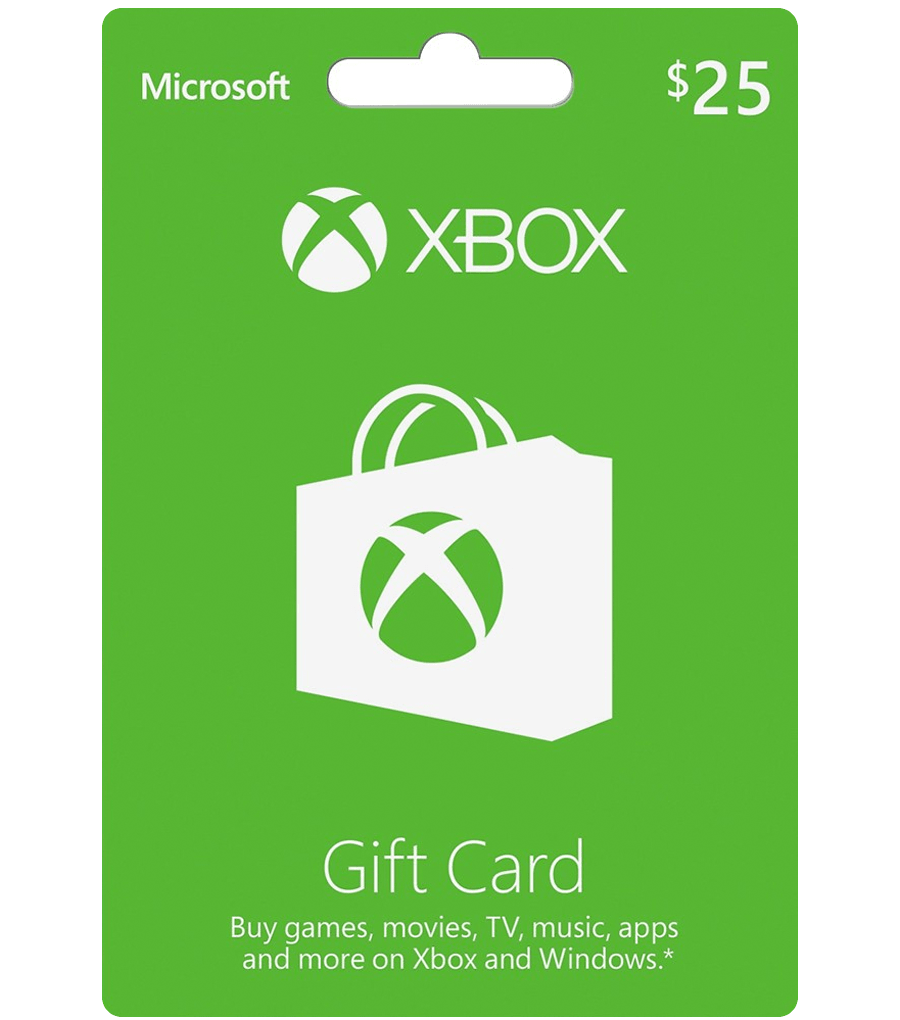 Microsoft
$25
XBOX
Gift Card
Buy games, movies, TV, music, apps
and more on Xbox and Windows.*